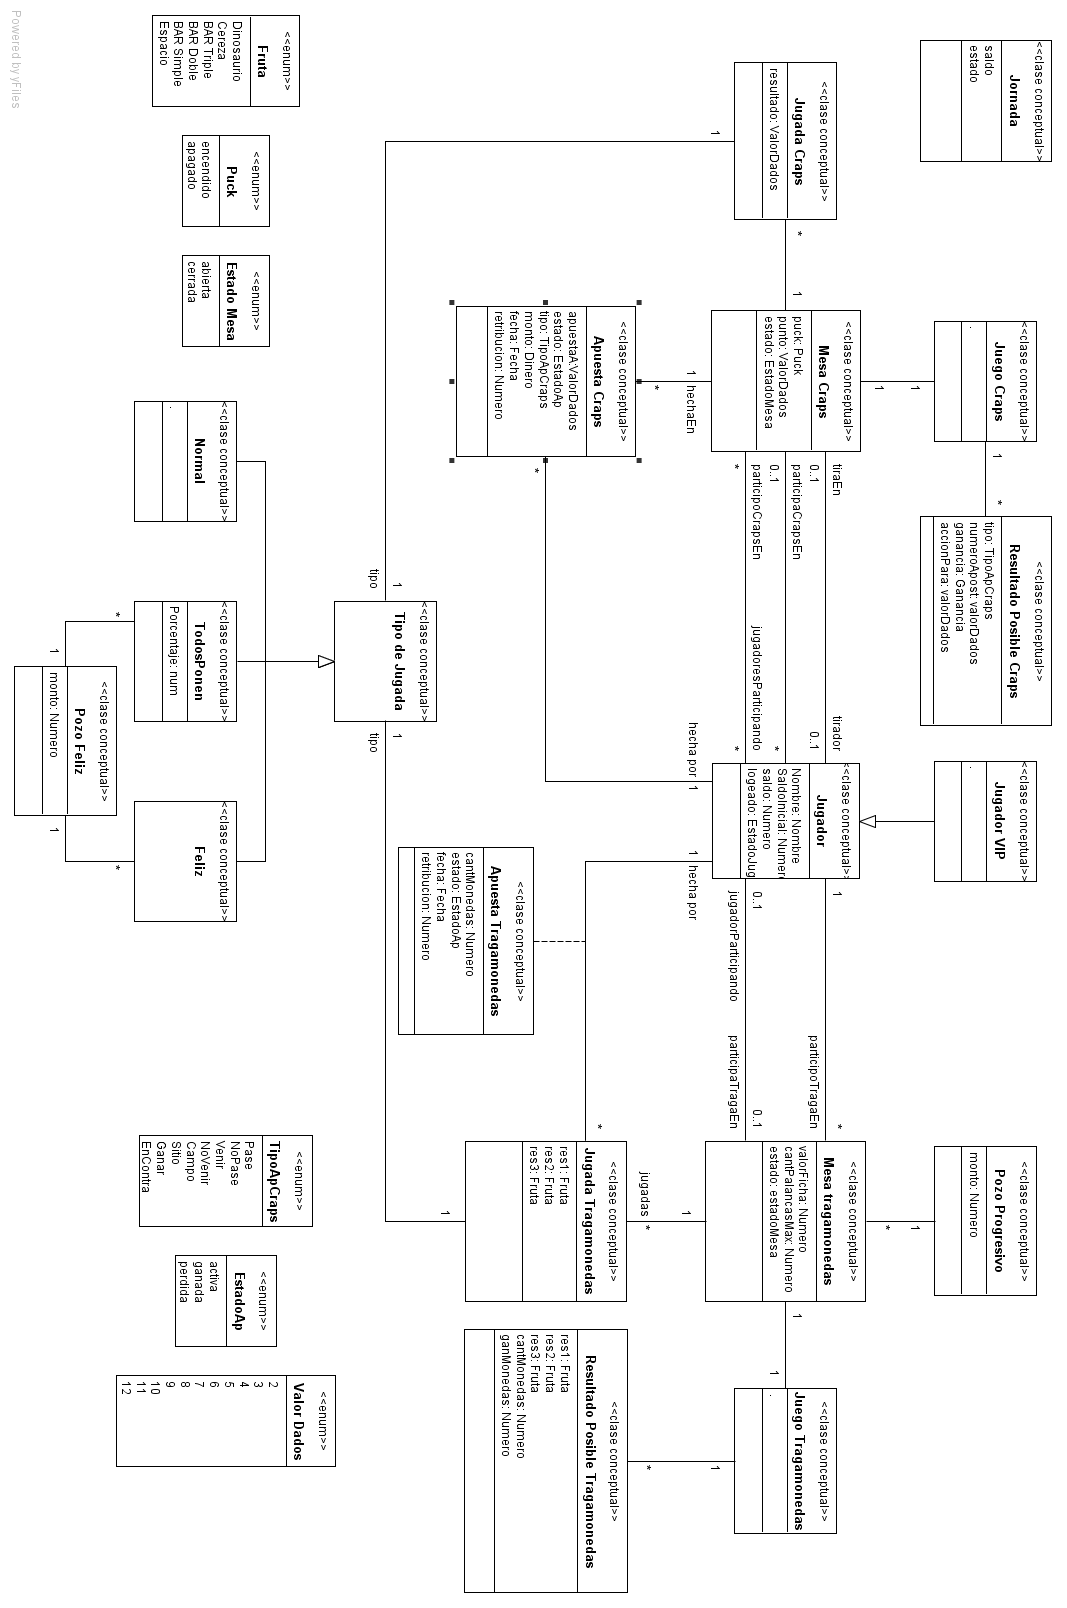 <<clase conceptual>>
Jornada
saldo
estado
<<clase conceptual>>
Juego Craps
.
1
1
*
<<clase conceptual>>
Resultado Posible Craps
tipo: TipoApCraps
numeroApost: valorDados
ganancia: Ganancia
accionPara: valorDados
<<clase conceptual>>
Jugador VIP
.
<<clase conceptual>>
Pozo Progresivo
monto: Numero
1
*
<<clase conceptual>>
Jugada Craps
resultado: ValorDados
*
1
1
<<clase conceptual>>
Mesa Craps
puck: Puck
punto: ValorDados
estado: EstadoMesa
1
tiraEn
0..1
tirador
0..1
participaCrapsEn
0..1
*
participoCrapsEn
*
jugadoresParticipando
*
<<clase conceptual>>
Jugador
Nombre: Nombre
SaldoInicial: Numer
saldo: Numero
logeado: EstadoJug
1
participoTragaEn
*
0..1
jugadorParticipando
participaTragaEn
0..1
<<clase conceptual>>
Mesa tragamonedas
valorFicha: Numero
cantPalancasMax: Numero
estado: estadoMesa
1
1
<<clase conceptual>>
Juego Tragamonedas
.
1
*
1 hechaEn
*
<<clase conceptual>>
Apuesta Craps
apuestaA:ValorDados
estado: EstadoAp
tipo: TipoApCraps
monto: Dinero
fecha: Fecha
retribucion: Numero
*
hecha por 1
1 hecha por
*
<<clase conceptual>>
Apuesta Tragamonedas
cantMonedas: Numero
estado: EstadoAp
fecha: Fecha
retribucion: Numero
1
jugadas
*
<<clase conceptual>>
Jugada Tragamonedas
res1: Fruta
res2: Fruta
res3: Fruta
1
<<clase conceptual>>
Resultado Posible Tragamonedas
res1: Fruta
res2: Fruta
res3: Fruta
cantMonedas: Numero
ganMonedas: Numero
1
tipo
<<clase conceptual>>
Tipo de Jugada
1
tipo
<<enum>>
Fruta
Dinosaurio
Cereza
BAR Triple
BAR Doble
BAR Simple
Espacio
<<enum>>
Puck
encendido
apagado
<<enum>>
Estado Mesa
abierta
cerrada
<<clase conceptual>>
Normal
.
<<clase conceptual>>
TodosPonen
Porcentaje: num
<<clase conceptual>>
Feliz
*
1
<<clase conceptual>>
Pozo Feliz
monto: Numero
1
*
<<enum>>
TipoApCraps
Pase
NoPase
Venir
NoVenir
Campo
Sitio
Ganar
EnContra
<<enum>>
EstadoAp
activa
ganada
perdida
<<enum>>
Valor Dados
2
3
4
5
6
7
8
9
10
11
12
Powered by yFiles